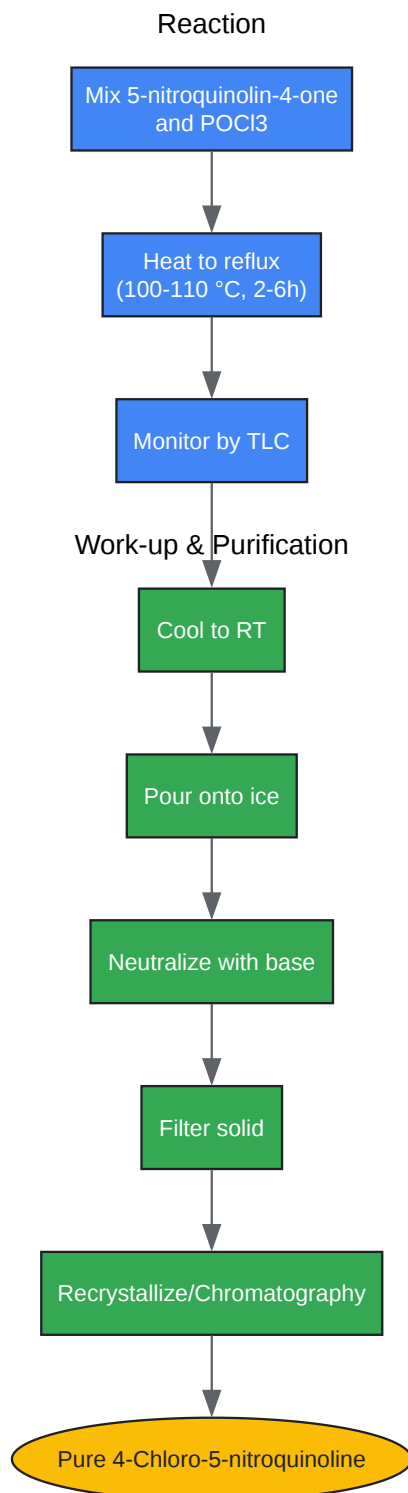 Reaction
Mix 5-nitroquinolin-4-one
and POCl3
Heat to reflux
(100-110 °C, 2-6h)
Monitor by TLC
Work-up & Purification
Cool to RT
Pour onto ice
Neutralize with base
Filter solid
Recrystallize/Chromatography
Pure 4-Chloro-5-nitroquinoline